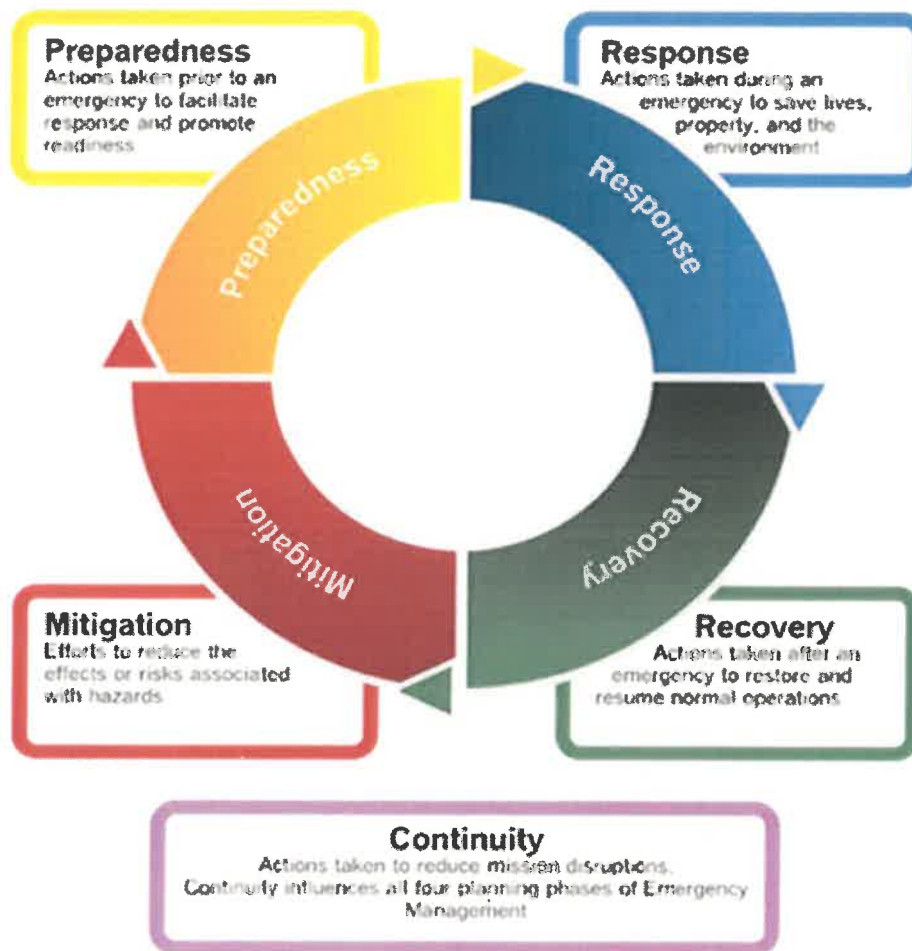 Preparedness
Actions taken prior to an
emergency to facilitate
response and promote
readiness
Response
Actions taken during an
emergency to save lives,
property, and the
environment
Preparedness
Response
Mitigation
Recovery
Mitigation
Efforts to reduce the
effects or risks associated
with hazards
Recovery
Actions taken after an
emergency to restore and
resume normal operations
Continuity
Actions taken to reduce mission disruptions.
Continuity influences all four planning phases of Emergency
Management